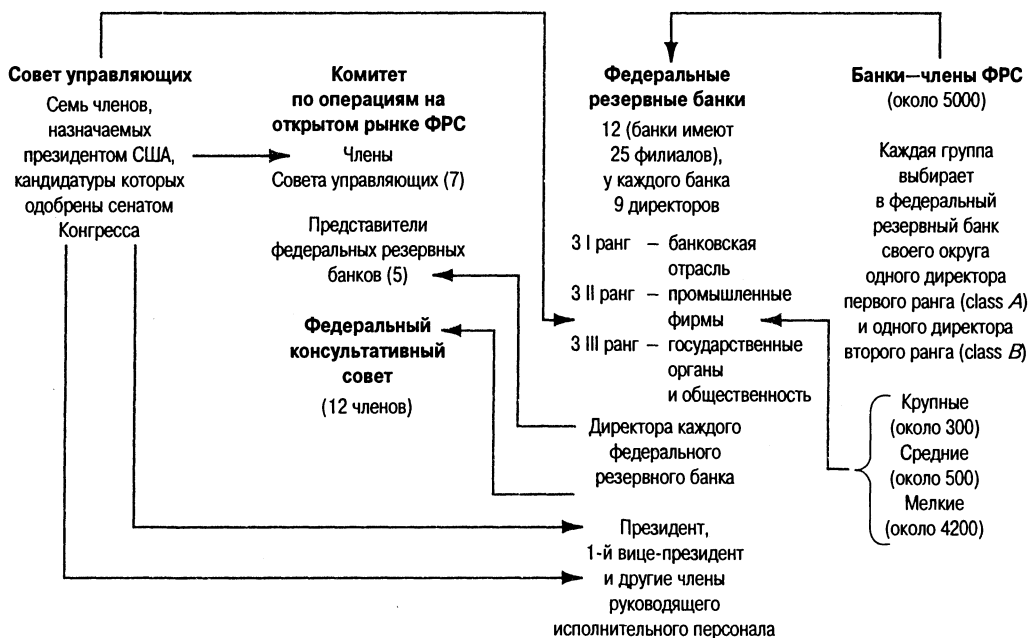 Совет управляющих
Семь членов,
назначаемых
президентом США,
кандидатуры которых
одобрены сенатом
Конгресса
Комитет
по операциям на
открытом рынке ФРС
Члены
Совета управляющих (7)
Представители
федеральных резервных
банков (5)
Федеральный
консультативный
совет
(12 членов)
Федеральные
резервные банки
12 (банки имеют
25 филиалов),
у каждого банка
9 директоров
3 I ранг – банковская
отрасль
3 II ранг – промышленные
фирмы
3 III ранг – государственные
органы
и общественность
Директора каждого
федерального
резервного банка
Президент,
1-й вице-президент
и другие члены
руководящего
исполнительного персонала
Банки—члены ФРС
(около 5000)
Каждая группа
выбирает
в федеральный
резервный банк
своего округа
одного директора
первого ранга (class A)
и одного директора
второго ранга (class B)
Крупные
(около 300)
Средние
(около 500)
Мелкие
(около 4200)